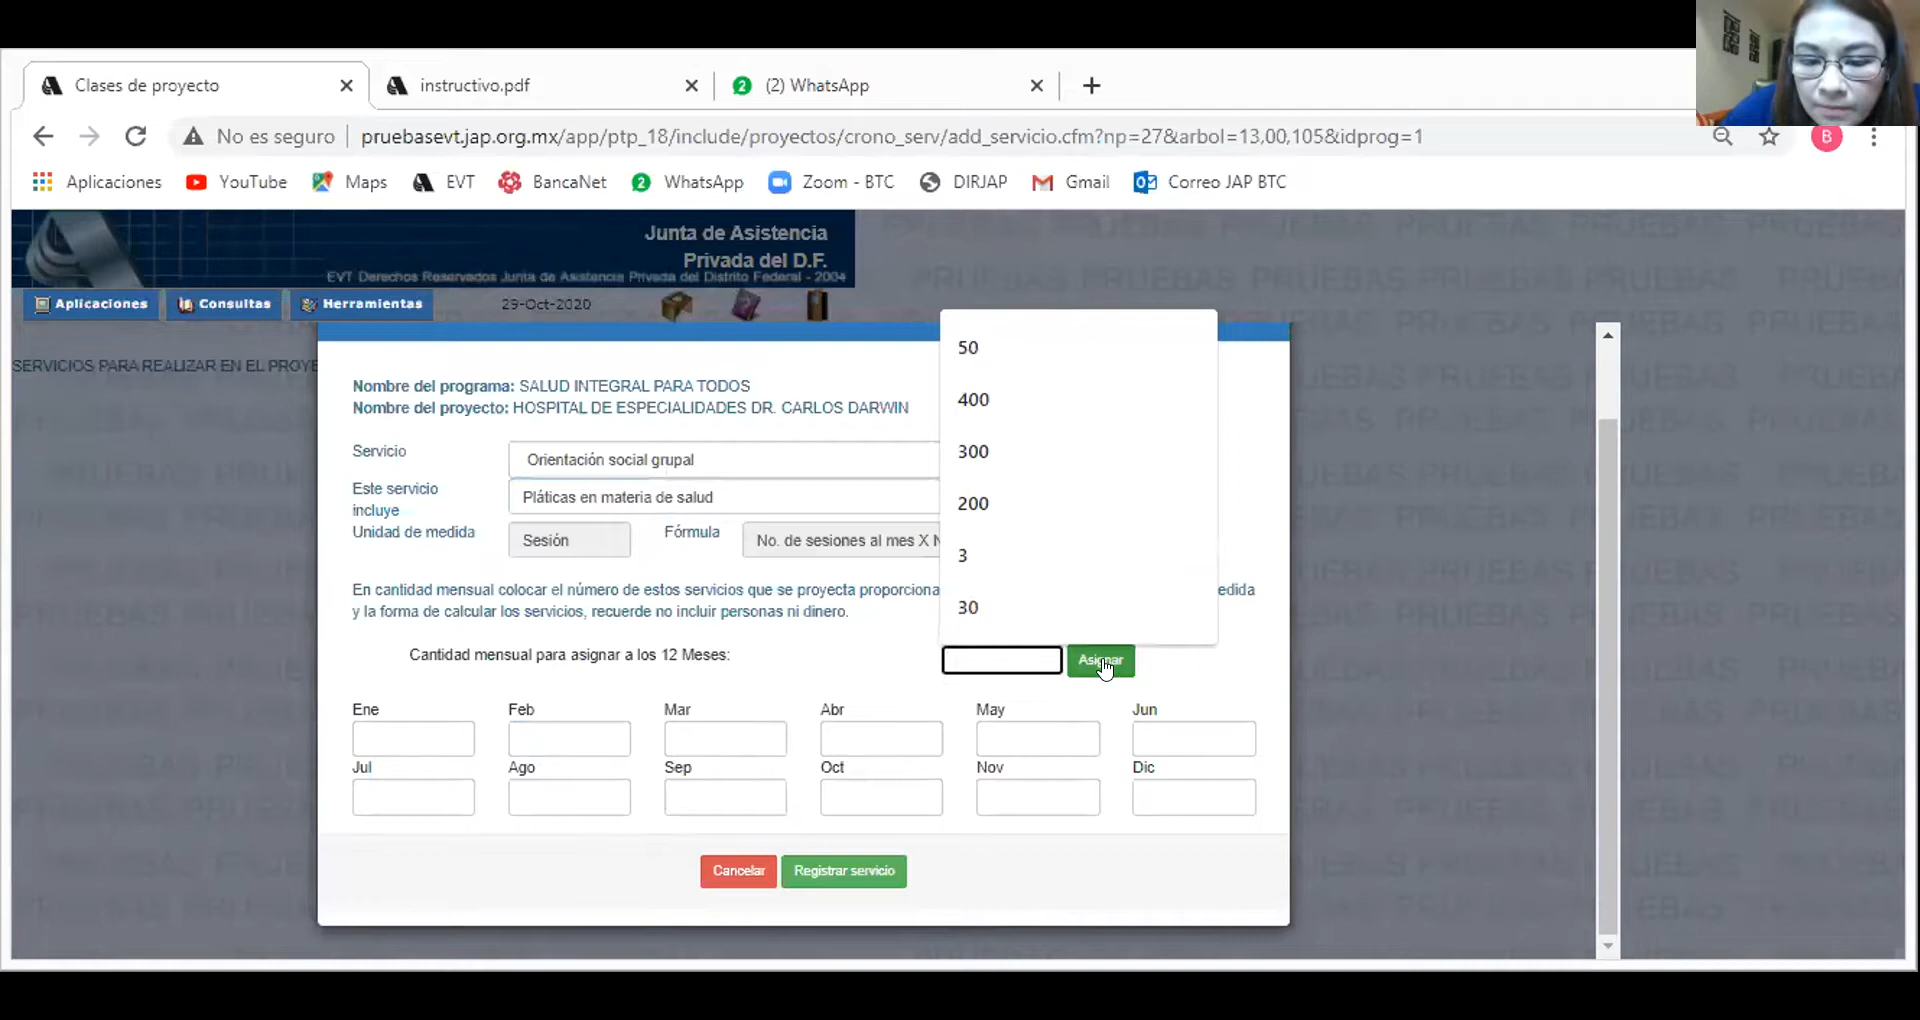 Clases de proyecto
instructivo.pdf
2 (2) WhatsApp
No es seguro pruebasevt.jap.org.mx/app/ptp_18/include/proyectos/crono_serv/add_servicio.cfm?np=27&arbol=13,00,105&idprog=1
B
Aplicaciones YouTube Maps EVT BancaNet 2 WhatsApp Zoom - BTC DIRJAP Gmail Correo JAP BTC
Junta de Asistencia
Privada del D.F.
EVT Derechos Reservados Junta de Asistencia Privada del Distrito Federal - 2004
Aplicaciones Consultas Herramientas 29-Oct-2020
SERVICIOS PARA REALIZAR EN EL PROYE
Nombre del programa: SALUD INTEGRAL PARA TODOS
Nombre del proyecto: HOSPITAL DE ESPECIALIDADES DR. CARLOS DARWIN
Servicio Orientación social grupal
Este servicio
incluye
Pláticas en materia de salud
Unidad de medida Sesión Fórmula No. de sesiones al mes X N
En cantidad mensual colocar el número de estos servicios que se proyecta proporciona edida
y la forma de calcular los servicios, recuerde no incluir personas ni dinero.
50
400
300
200
3
30
Cantidad mensual para asignar a los 12 Meses: Asignar
Ene Feb Mar Abr May Jun
Jul Ago Sep Oct Nov Dic
Cancelar Registrar servicio
PRUEBAS PRUEBAS PRUEBAS PRUEBAS PRUEBAS